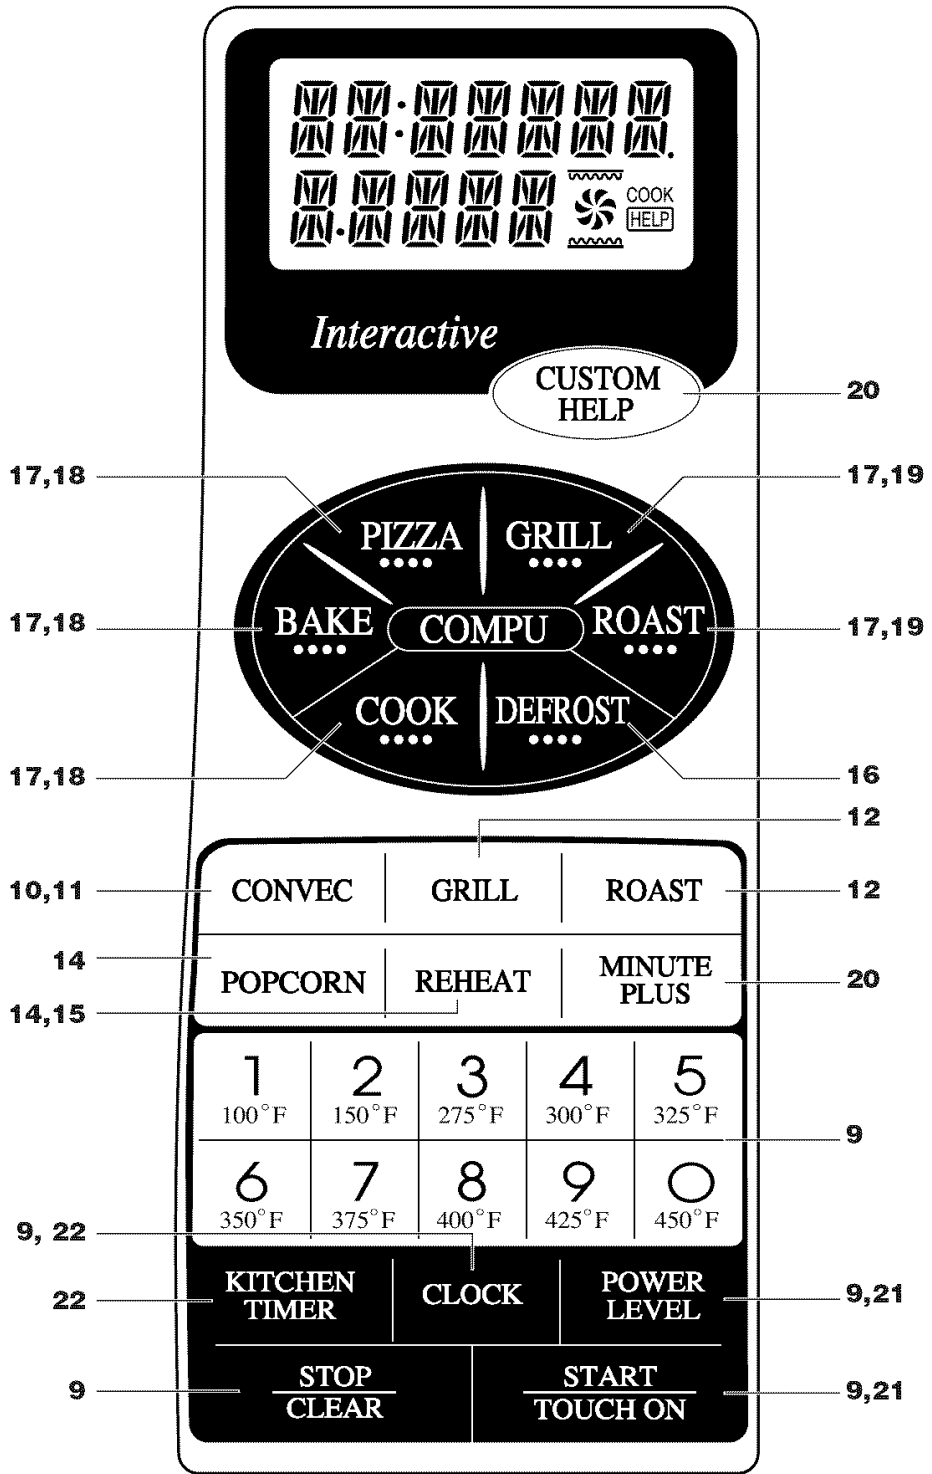 COOK
HELP
Interactive
CUSTOM
HELP
20
17,18
17,19
PIZZA
GRILL
17,18
BAKE
COMPU
ROAST
17,19
COOK
DEFROST
17,18
16
12
10,11
CONVEC
GRILL
ROAST
12
14
POPCORN
REHEAT
MINUTE
PLUS
20
14,15
1
2
3
4
5
100°F
150°F
275°F
300°F
325°F
9
6
7
8
9
0
350°F
375°F
400°F
425°F
450°F
9, 22
KITCHEN
TIMER
CLOCK
POWER
LEVEL
22
9,21
9
STOP
CLEAR
START
TOUCH ON
9,21